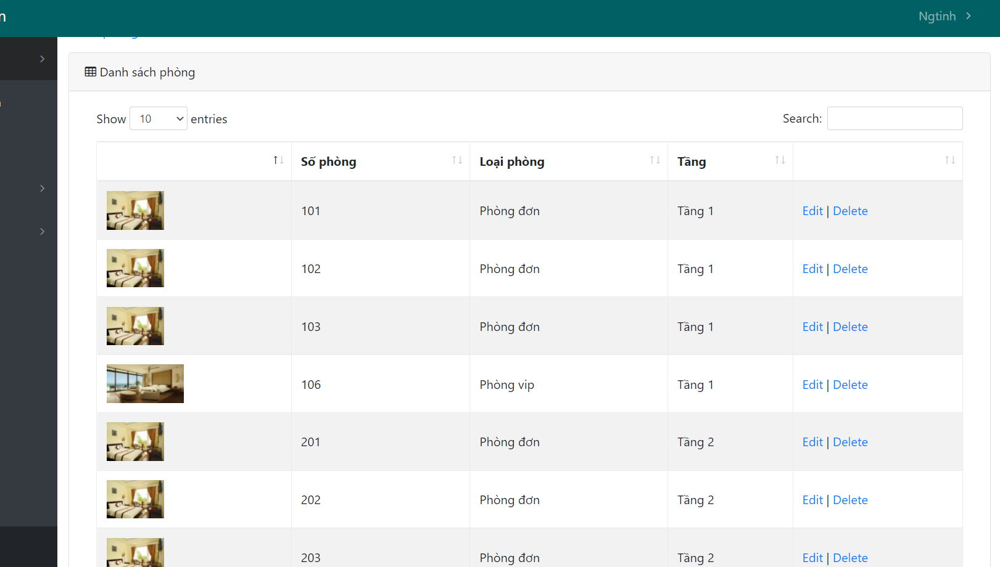 n
Ngtinh
Danh sách phòng
Show 10 entries
Search:
Số phòng Loại phòng Tầng
101 Phòng đơn Tầng 1 Edit | Delete
102 Phòng đơn Tầng 1 Edit | Delete
103 Phòng đơn Tầng 1 Edit | Delete
106 Phòng vip Tầng 1 Edit | Delete
201 Phòng đơn Tầng 2 Edit | Delete
202 Phòng đơn Tầng 2 Edit | Delete
203 Phòng đơn Tầng 2 Edit | Delete